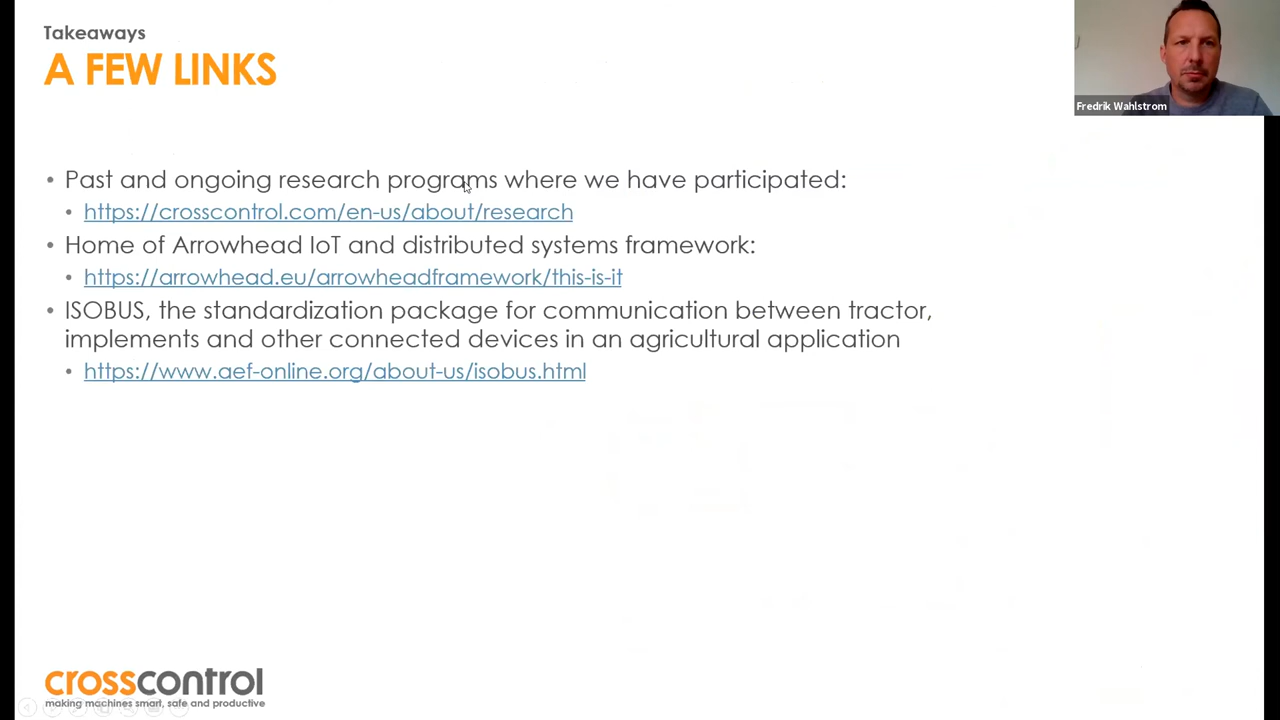 Takeaways
A FEW LINKS
Fredrik Wahlstrom
• Past and ongoing research programs where we have participated:
• https://crosscontrol.com/en-us/about/research
• Home of Arrowhead IoT and distributed systems framework:
• https://arrowhead.eu/arrowheadframework/this-is-it
• ISOBUS, the standardization package for communication between tractor,
implements and other connected devices in an agricultural application
• https://www.aef-online.org/about-us/isobus.html
crosscontrol
making machines smart, safe and productive